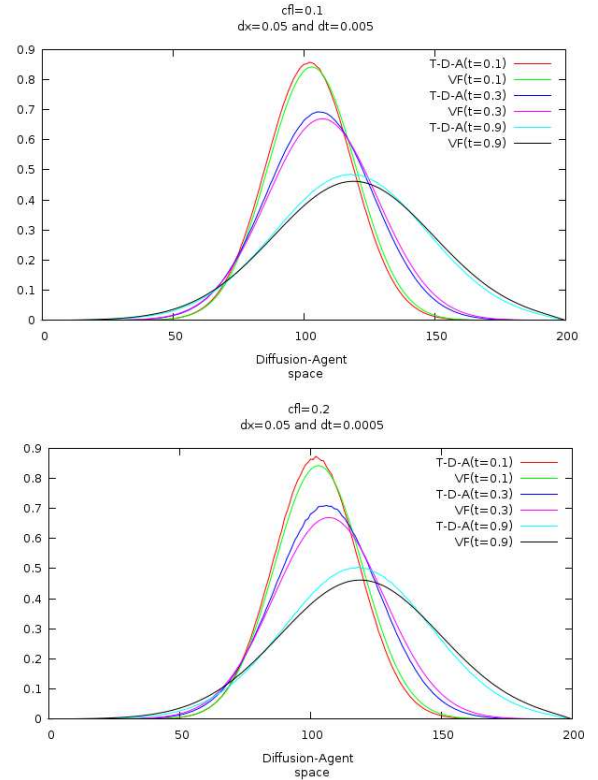 cfl=0.1
dx=0.05 and dt=0.005
0.9
0.8
0.7
0.6
0.5
0.4
0.3
0.2
0.1
0
T-D-A(t=0.1)
VF(t=0.1)
T-D-A(t=0.3)
VF(t=0.3)
T-D-A(t=0.9)
VF(t=0.9)
0 50 100 150 200
Diffusion-Agent
space
cfl=0.2
dx=0.05 and dt=0.0005
0.9
0.8
0.7
0.6
0.5
0.4
0.3
0.2
0.1
0
T-D-A(t=0.1)
VF(t=0.1)
T-D-A(t=0.3)
VF(t=0.3)
T-D-A(t=0.9)
VF(t=0.9)
0 50 100 150 200
Diffusion-Agent
space